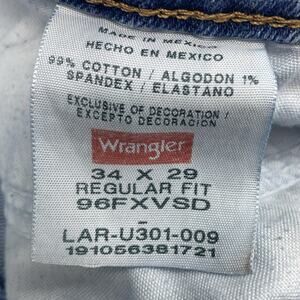 MADE IN MEXICO
HECHO EN MEXICO
99% COTTON / ALGODON 1%
SPANDEX / ELASTANO
EXCLUSIVE OF DECORATION /
EXCEPTO DECORACION
Wrangler
34 X 29
REGULAR FIT
96FXVSD
-
LAR-U301-009
191056381721